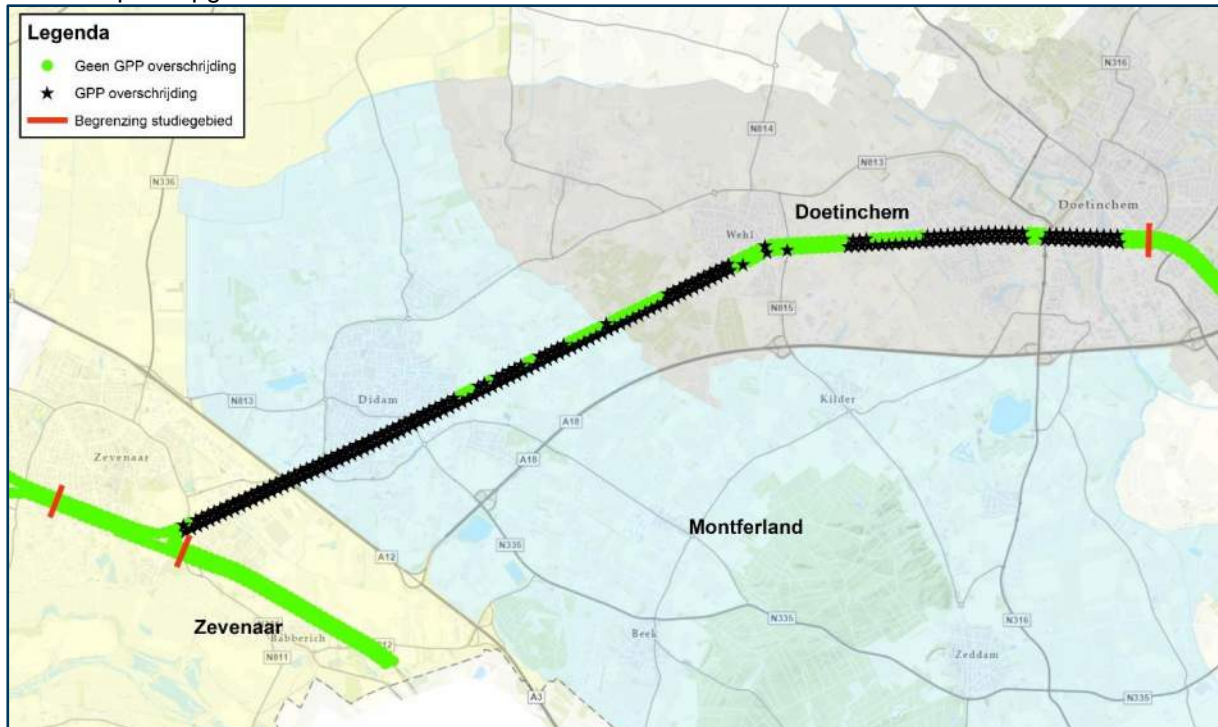 Legenda
Geen GPP overschrijding
GPP overschrijding
Begrenzing studiegebied
N316
N814
N813
N336
Doetinchem
Doetinchem
Wehl
N815
N813
Didam
Kilder
A18
A18
Zevenaar
Montferland
N335
A12
N335
N316
Zevenaar
Babberich
N811
Beek
Zeddam
A3
N335